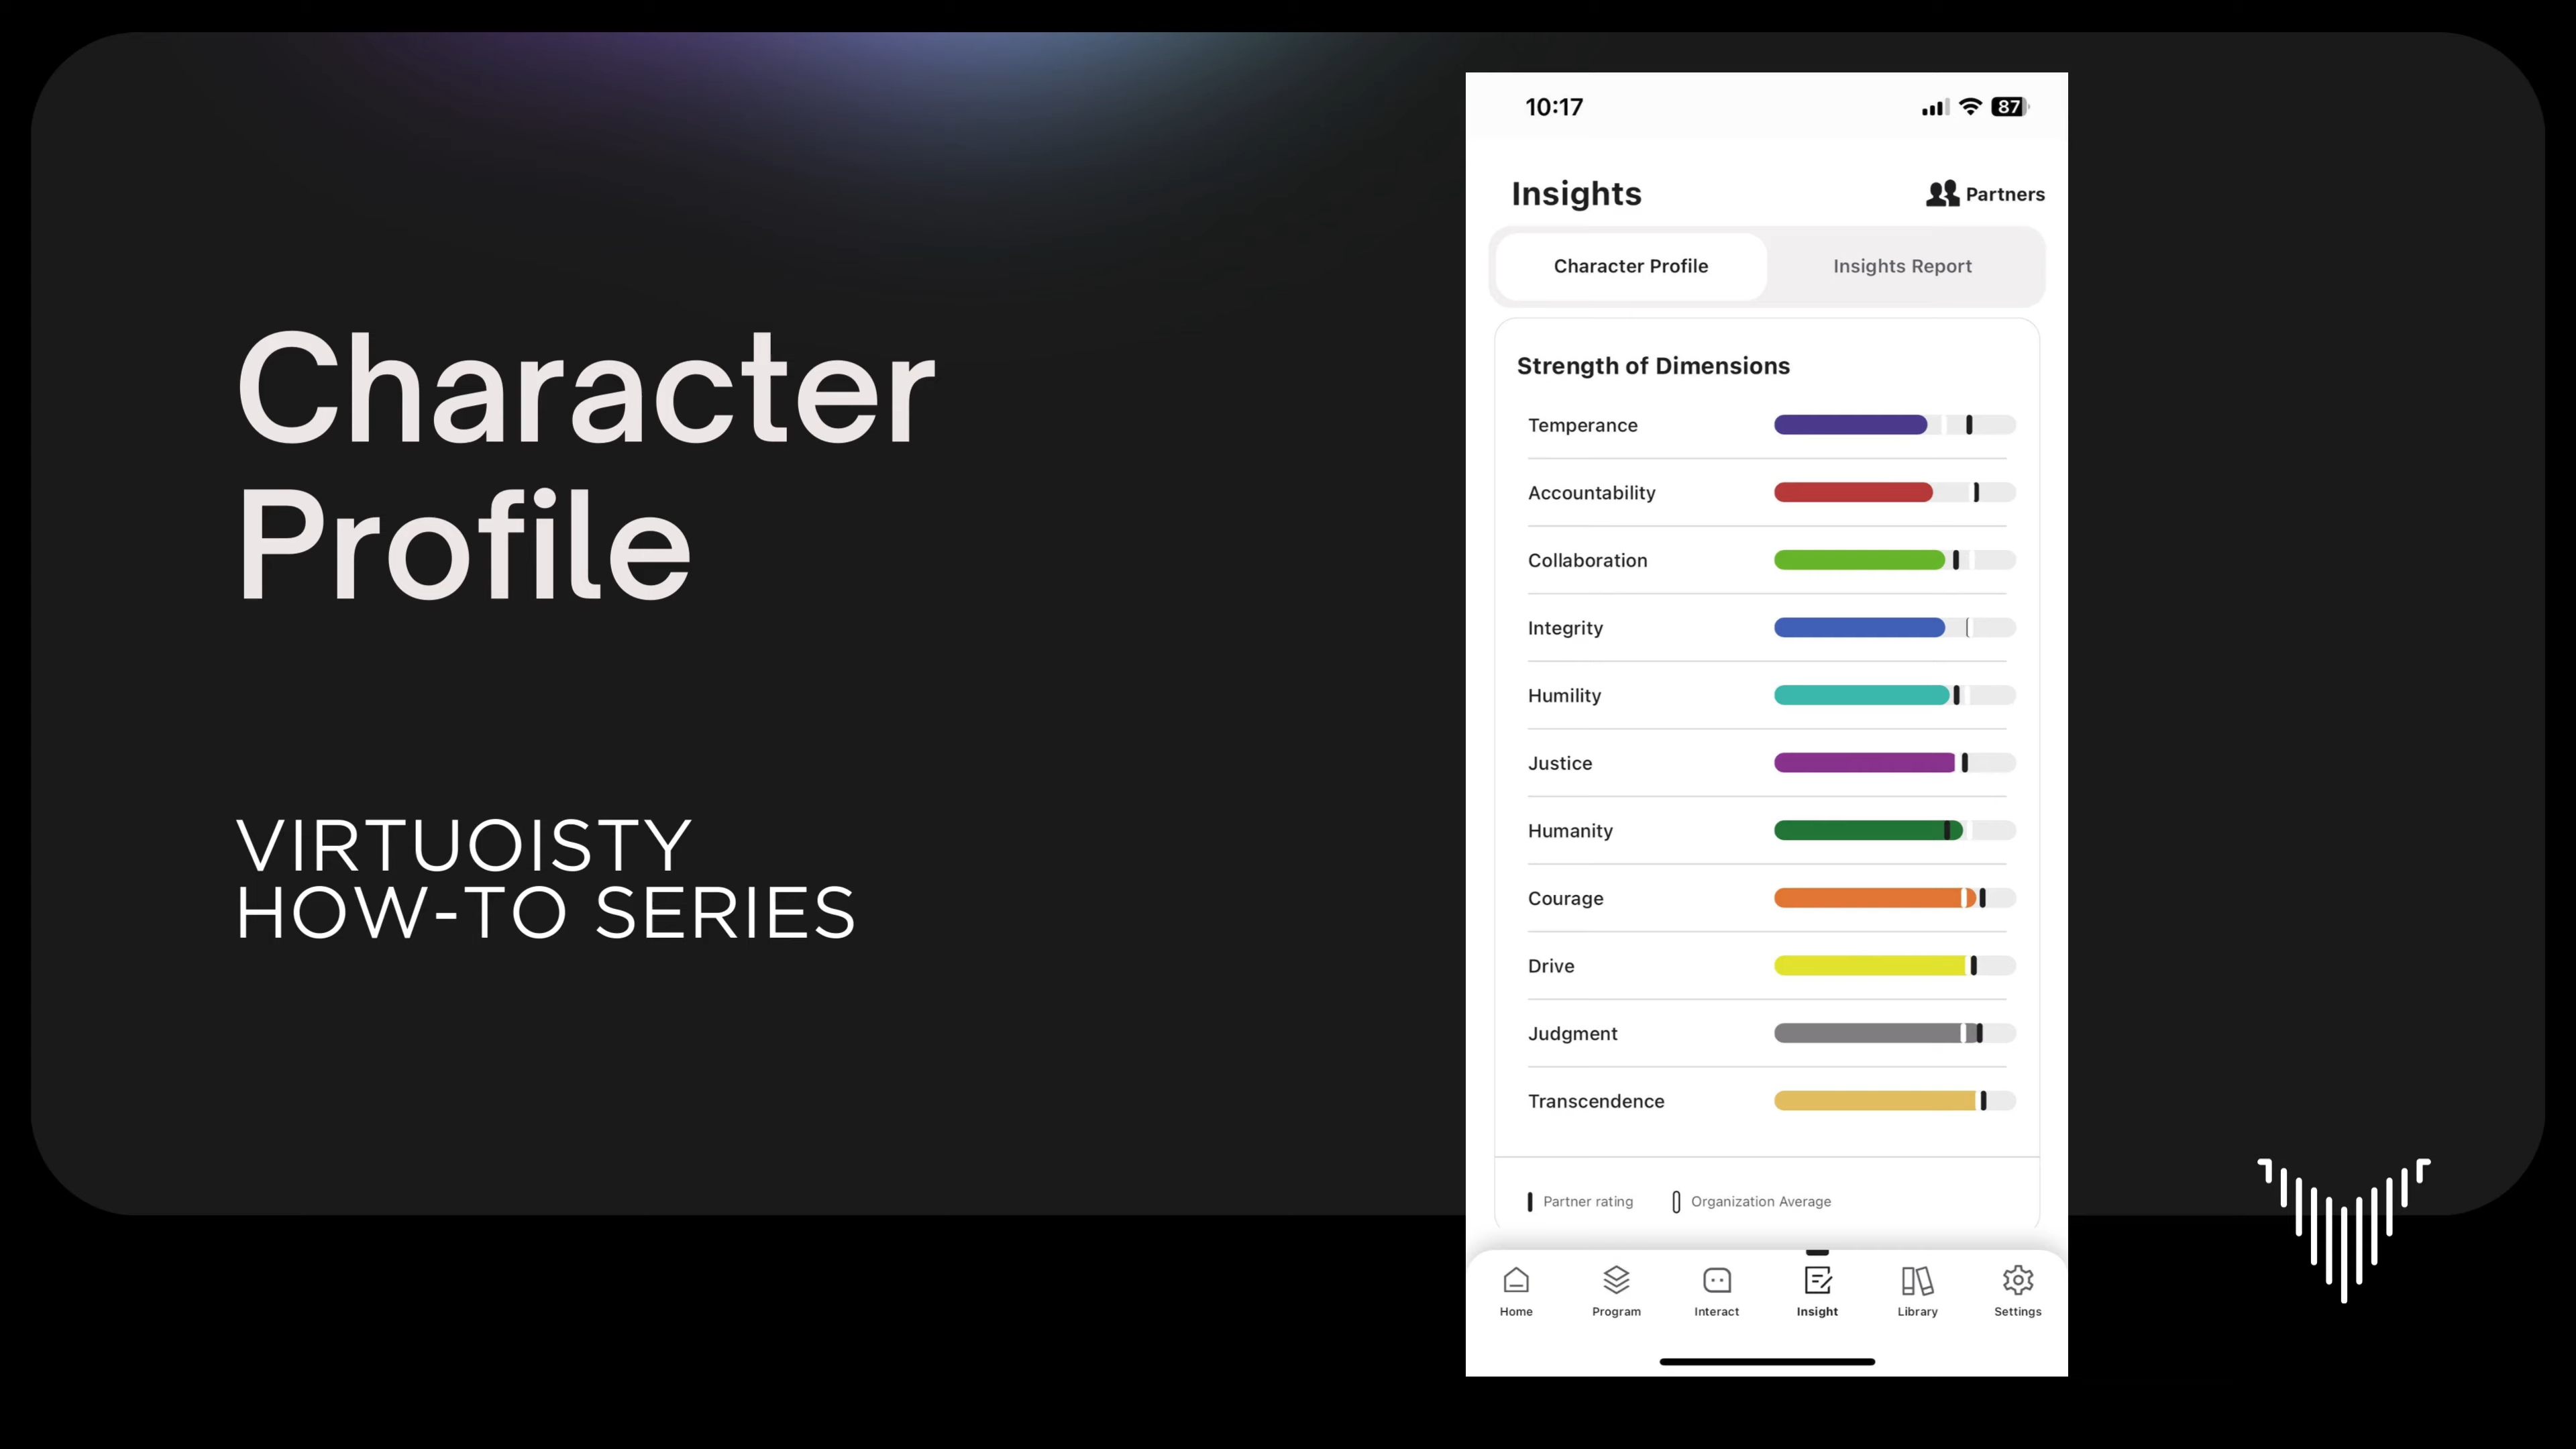 Character
Profile
VIRTUOISTY
HOW-TO SERIES
10:17
87
Insights
Partners
Character Profile
Insights Report
Strength of Dimensions
Temperance
Accountability
Collaboration
Integrity
Humility
Justice
Humanity
Courage
Drive
Judgment
Transcendence
Partner rating
Organization Average
Home
Program
Interact
Insight
Library
Settings